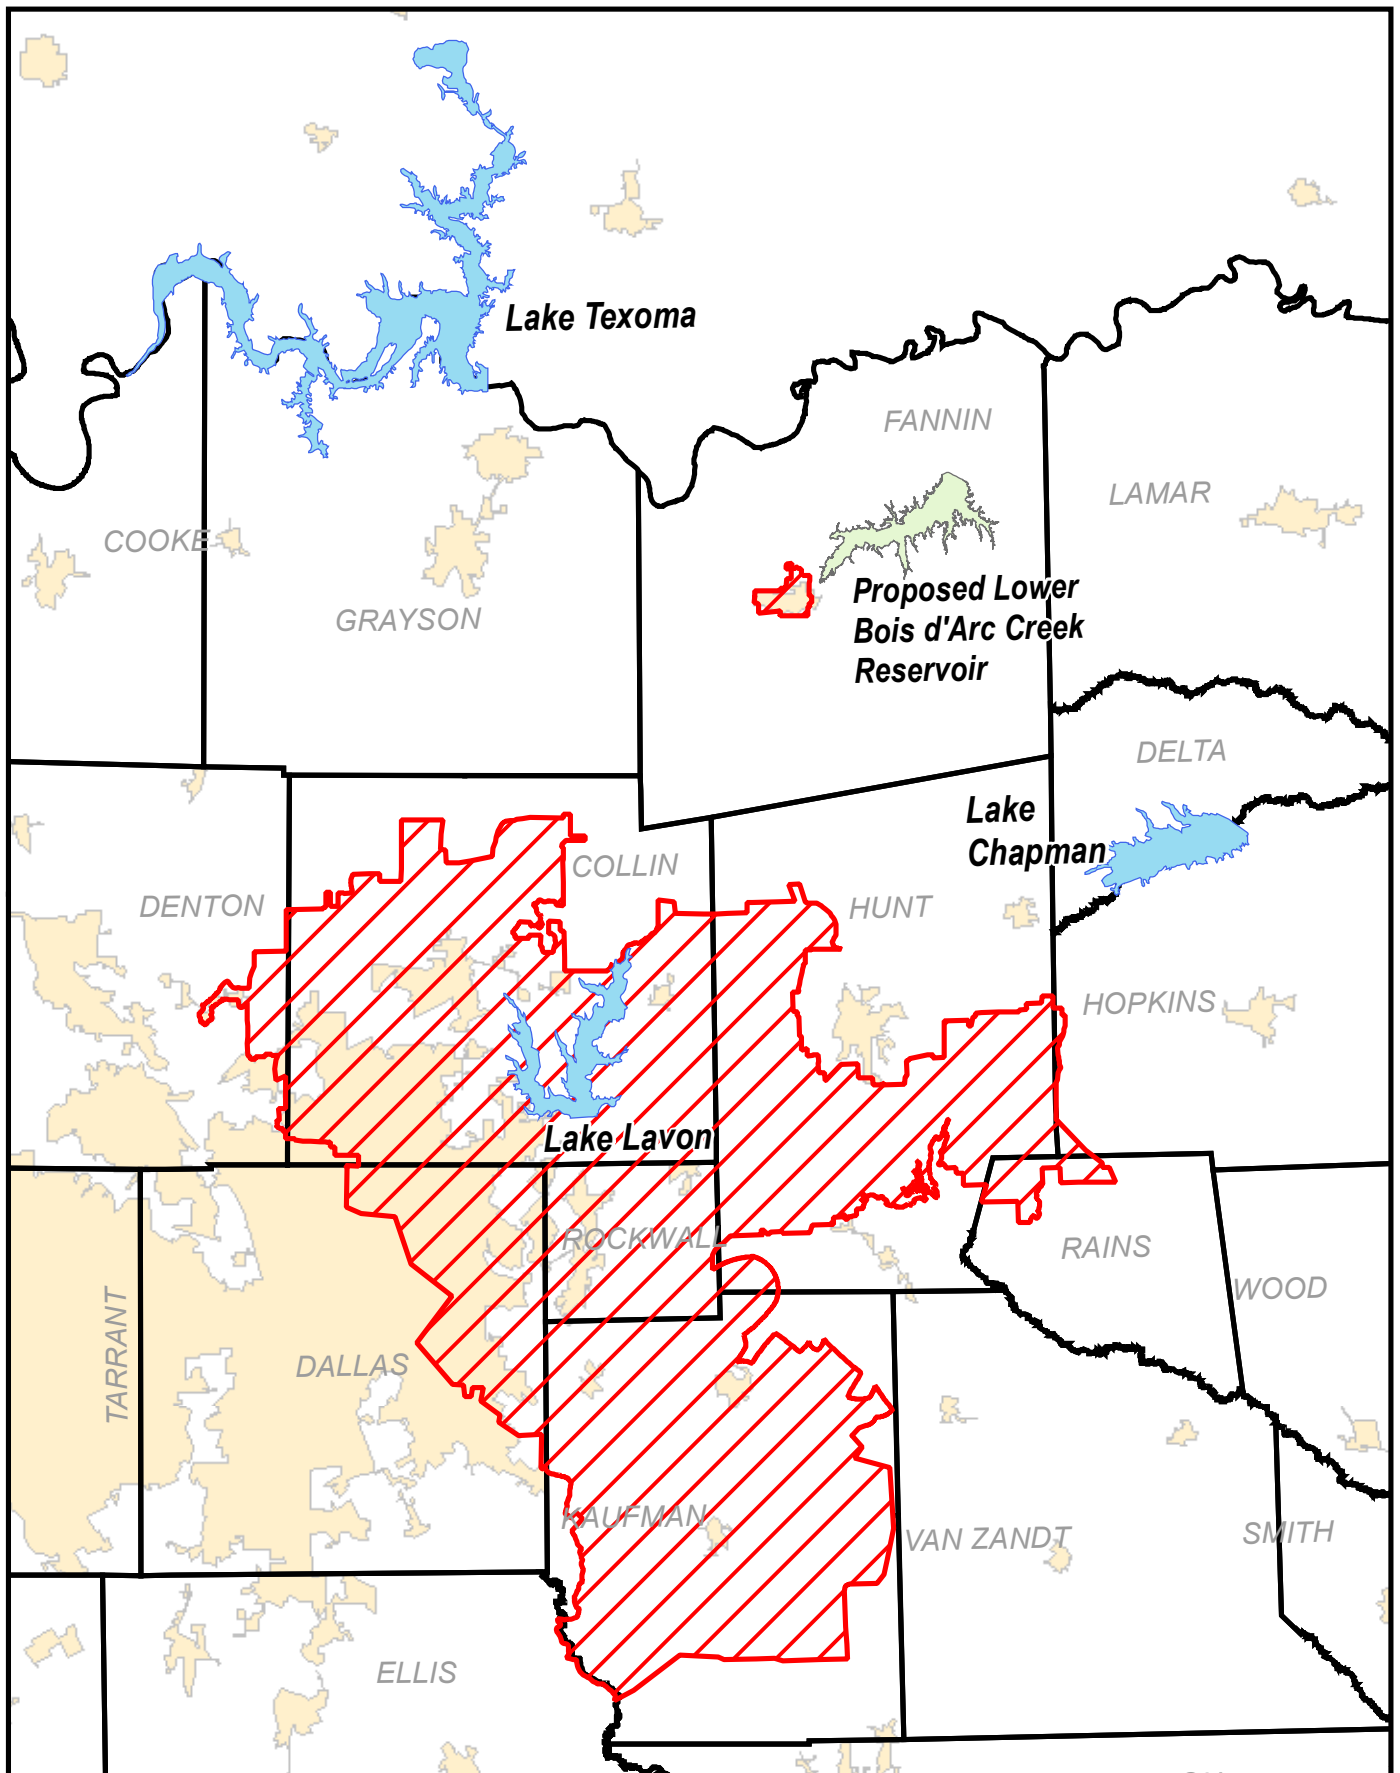 Lake Texoma
FANNIN
LAMAR
COOKE
GRAYSON
Proposed Lower
Bois d'Arc Creek
Reservoir
DELTA
Lake
Chapman
COLLIN
DENTON
HUNT
HOPKINS
Lake Lavon
ROCKWALL
RAINS
WOOD
TARRANT
DALLAS
KAUFMAN
VAN ZANDT
SMITH
ELLIS